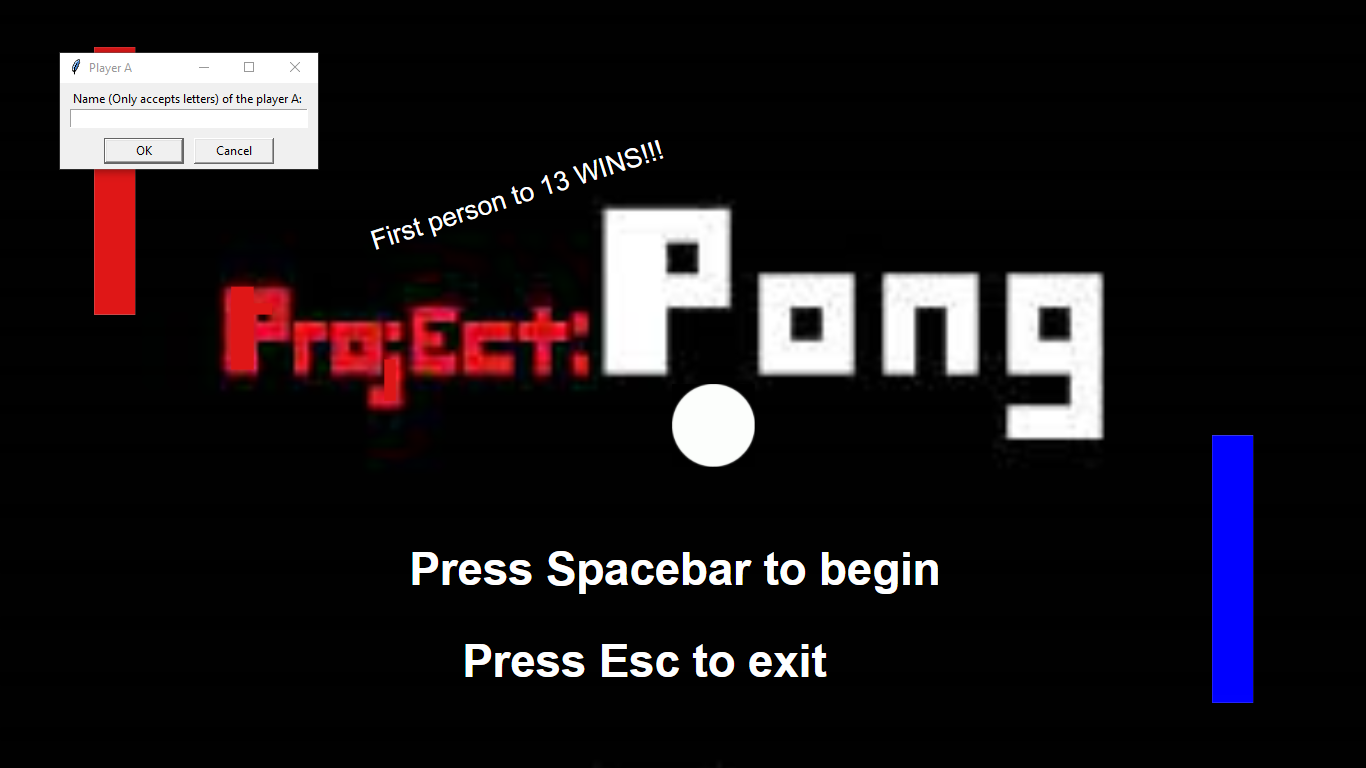 Player A
Name (Only accepts letters) of the player A:
OK Cancel
First person to 13 WINS!!!
Project: Pong
Press Spacebar to begin
Press Esc to exit